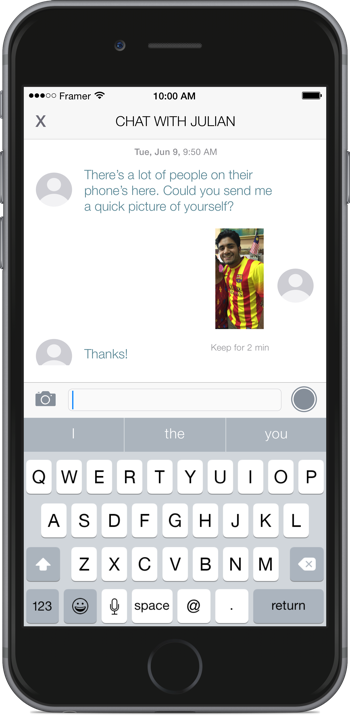 Framer 10:00 AM
X CHAT WITH JULIAN
Tue, Jun 9, 9:50 AM
There's a lot of people on their
phone's here. Could you send me
a quick picture of yourself?
Keep for 2 min
Thanks!
I the you
Q W E R T Y U I O P
A S D F G H J K L
Z X C V B N M
123 space @ . return